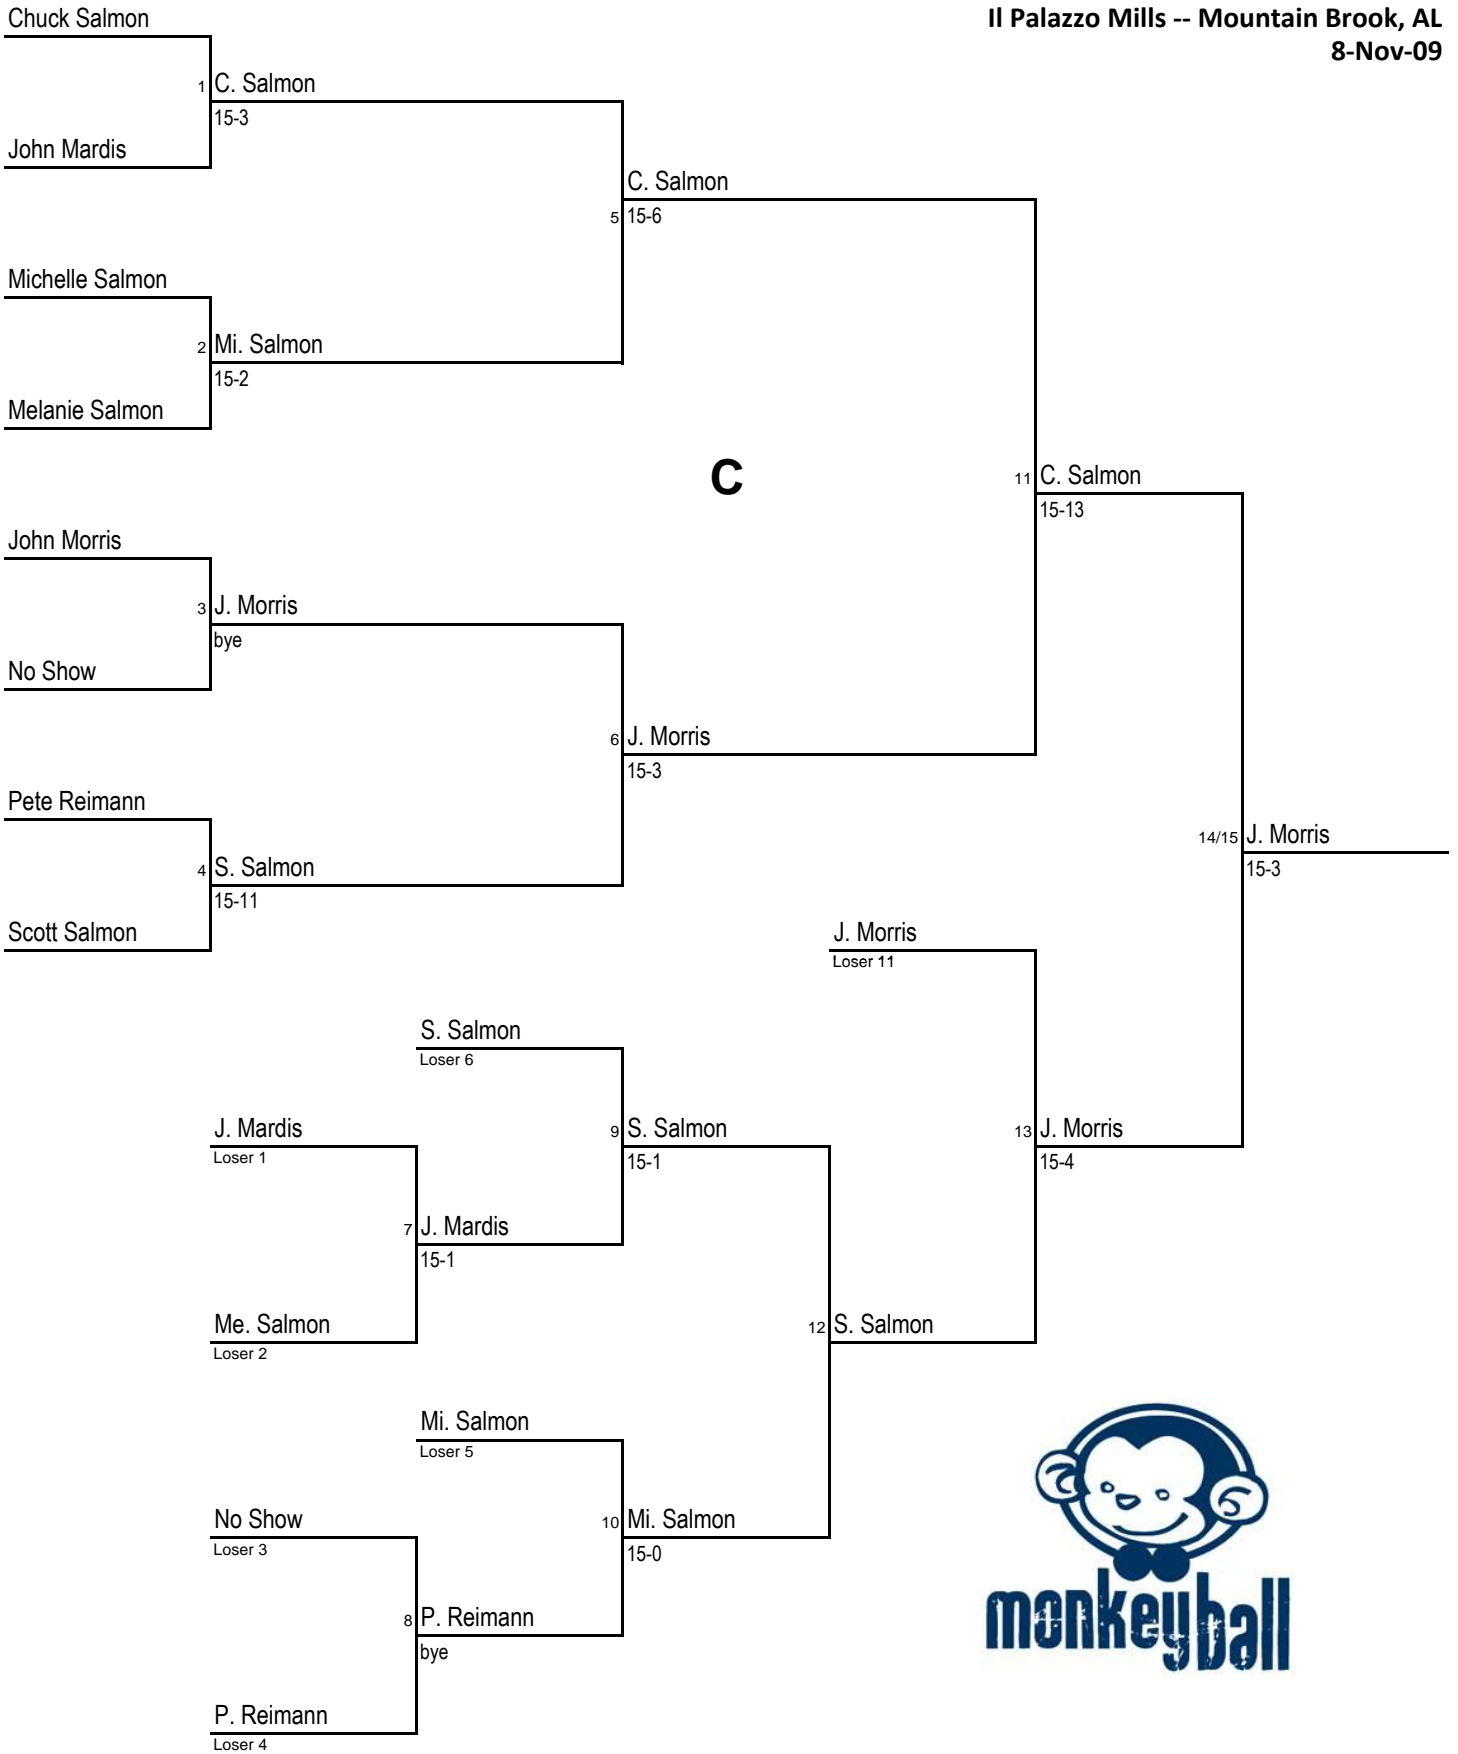 Chuck Salmon
Il Palazzo Mills -- Mountain Brook, AL
8-Nov-09
1 C. Salmon
15-3
John Mardis
C. Salmon
5 15-6
Michelle Salmon
2 Mi. Salmon
15-2
Melanie Salmon
C
11 C. Salmon
15-13
John Morris
3 J. Morris
bye
No Show
6 J. Morris
15-3
Pete Reimann
14/15 J. Morris
15-3
4 S. Salmon
15-11
Scott Salmon
J. Morris
Loser 11
S. Salmon
Loser 6
J. Mardis
Loser 1
9 S. Salmon
15-1
13 J. Morris
15-4
7 J. Mardis
15-1
Me. Salmon
Loser 2
12 S. Salmon
Mi. Salmon
Loser 5
No Show
Loser 3
10 Mi. Salmon
15-0
8 P. Reimann
bye
P. Reimann
Loser 4
monkeyball